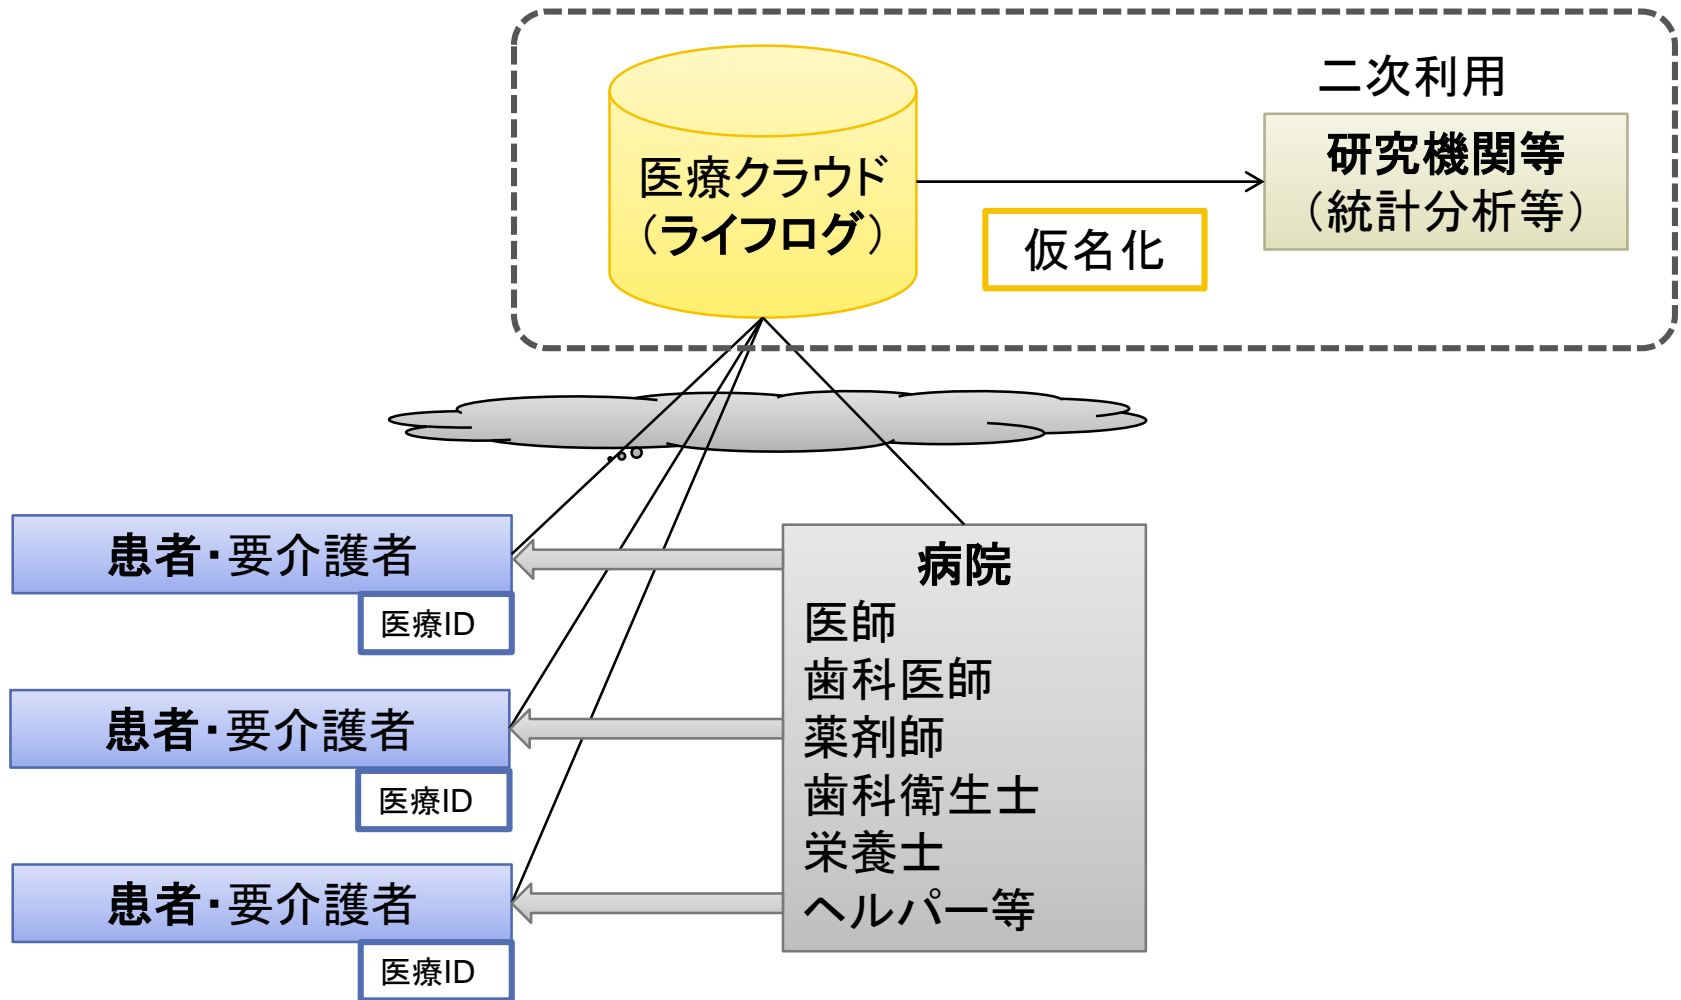 二次利用
医療クラウド
（ライフログ）
研究機関等
（統計分析等）
仮名化
患者・要介護者
医療ID
患者・要介護者
医療ID
患者・要介護者
医療ID
病院
医師
歯科医師
薬剤師
歯科衛生士
栄養士
ヘルパー等